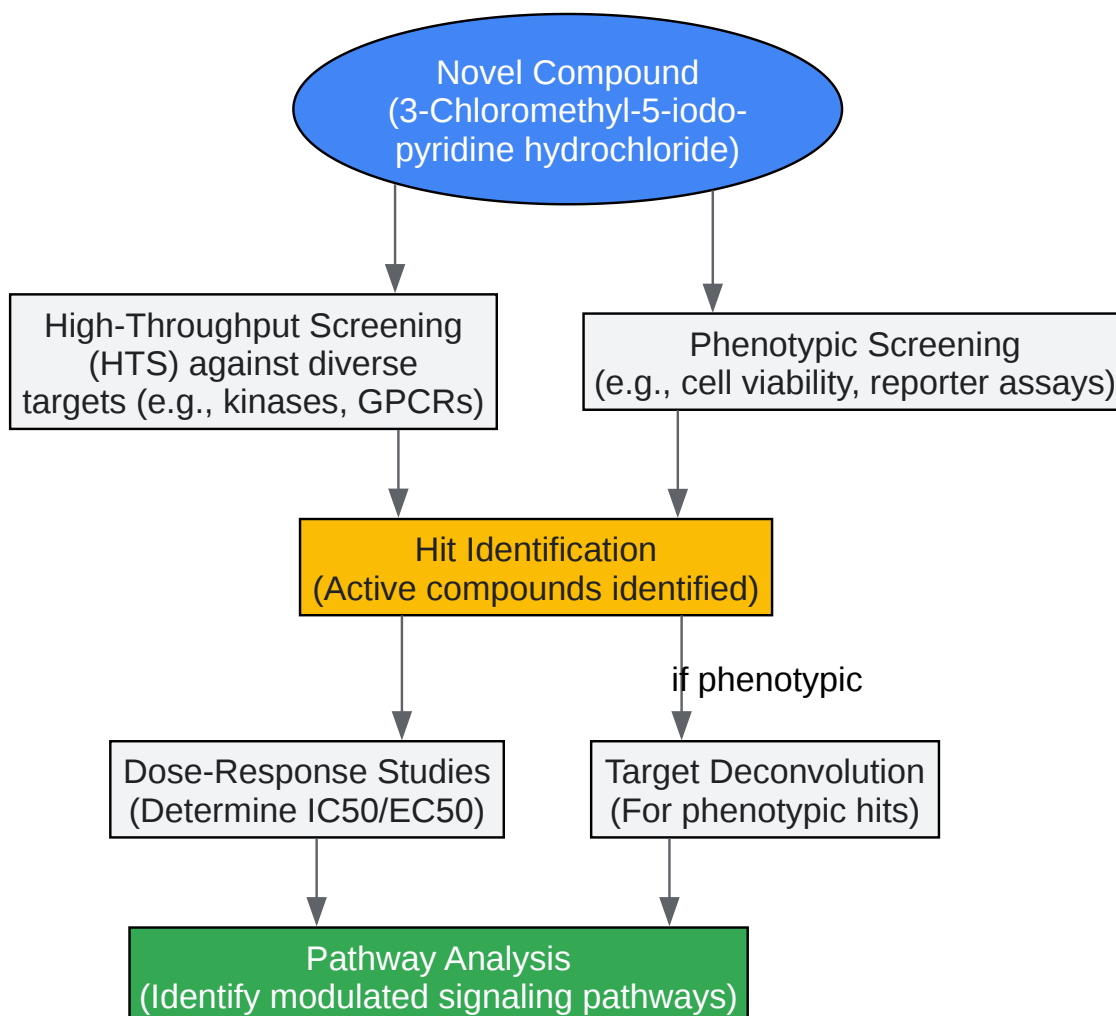 Novel Compound
(3-Chloromethyl-5-iodo-
pyridine hydrochloride)
High-Throughput Screening
(HTS) against diverse
targets (e.g., kinases, GPCRs)
Phenotypic Screening
(e.g., cell viability, reporter assays)
Hit Identification
(Active compounds identified)
if phenotypic
Dose-Response Studies
(Determine IC50/EC50)
Target Deconvolution
(For phenotypic hits)
Pathway Analysis
(Identify modulated signaling pathways)